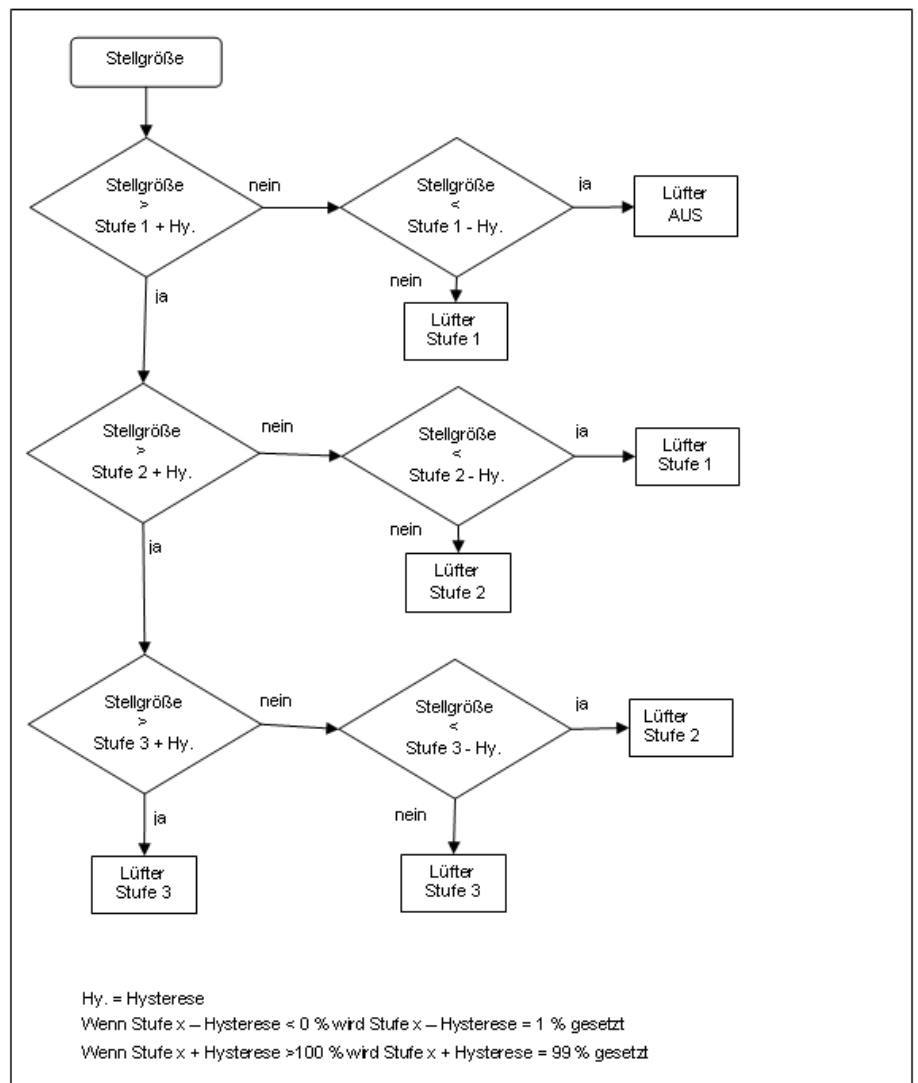 Stellgröße
Stellgröße
>
Stufe 1 + Hy.
nein
Stellgröße
<
Stufe 1 - Hy.
ja
Lüfter
AUS
nein
Lüfter
Stufe 1
ja
Stellgröße
>
Stufe 2 + Hy.
nein
Stellgröße
<
Stufe 2 - Hy.
ja
Lüfter
Stufe 1
nein
Lüfter
Stufe 2
ja
Stellgröße
>
Stufe 3 + Hy.
nein
Stellgröße
<
Stufe 3 - Hy.
ja
Lüfter
Stufe 2
nein
Lüfter
Stufe 3
ja
Lüfter
Stufe 3
Hy. = Hysterese
Wenn Stufe x – Hysterese < 0 % wird Stufe x – Hysterese = 1 % gesetzt
Wenn Stufe x + Hysterese >100 % wird Stufe x + Hysterese = 99 % gesetzt